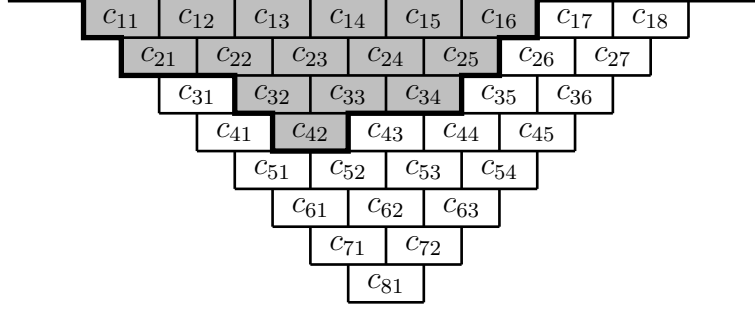 c₁₁ c₁₂ c₁₃ c₁₄ c₁₅ c₁₆ c₁₇ c₁₈
c₂₁ c₂₂ c₂₃ c₂₄ c₂₅ c₂₆ c₂₇
c₃₁ c₃₂ c₃₃ c₃₄ c₃₅ c₃₆
c₄₁ c₄₂ c₄₃ c₄₄ c₄₅
c₅₁ c₅₂ c₅₃ c₅₄
c₆₁ c₆₂ c₆₃
c₇₁ c₇₂
c₈₁